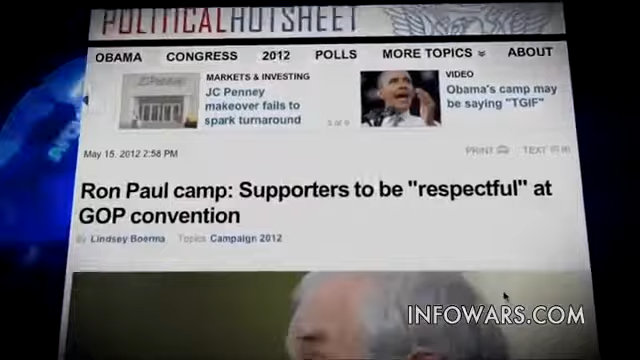 POLITICALHOTSHEET
OBAMA CONGRESS 2012 POLLS MORE TOPICS ABOUT
MARKETS & INVESTING
JC Penney
makeover fails to
spark turnaround
VIDEO
Obama's camp may
be saying "TGIF"
May 15, 2012 2:58 PM
PRINT TEXT
Ron Paul camp: Supporters to be "respectful" at
GOP convention
By Lindsey Boerma Topics Campaign 2012
INFOWARS.COM